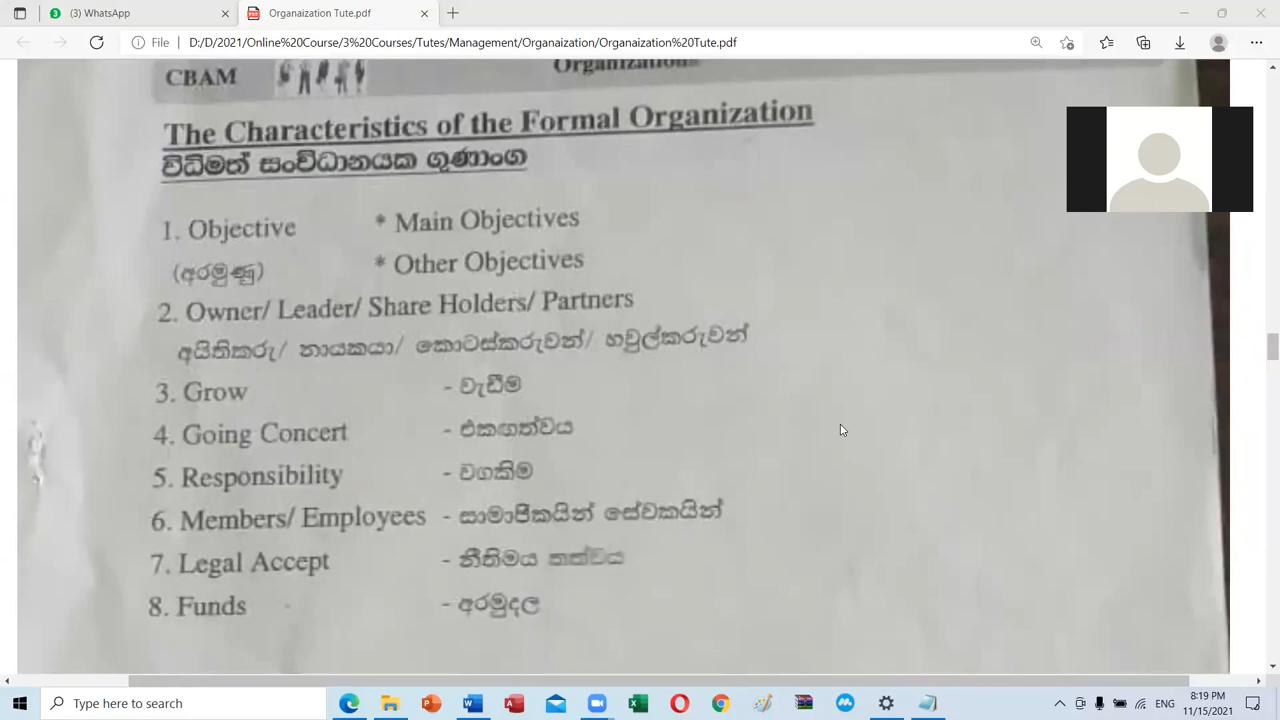 (3) WhatsApp
Organaization Tute.pdf
File D:/D/2021/Online%20Course/3%20Courses/Tutes/Management/Organaization/Organaization%20Tute.pdf
CBAM
Organization
The Characteristics of the Formal Organization
විධිමත් සංවිධානයක ගුණාංග
1. Objective * Main Objectives
(අරමුණු) * Other Objectives
2. Owner/ Leader/ Share Holders/ Partners
අයිතිකරු/ නායකයා/ කොටස්කරුවන්/ හවුල්කරුවන්
3. Grow - වැඩීම
4. Going Concert - එකඟත්වය
5. Responsibility - වගකිම
6. Members/ Employees - සාමාජිකයින් සේවකයින්
7. Legal Accept - නීතිමය තත්වය
8. Funds - අරමුදල
Type here to search
ENG
8:19 PM
11/15/2021